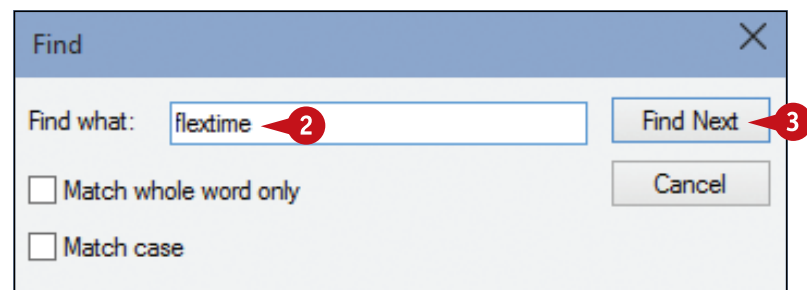 Find
Find what: flextime 2 Find Next 3
Match whole word only Cancel
Match case